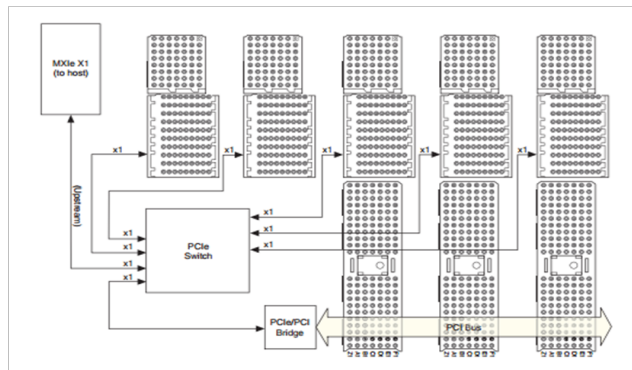 MXIe X1
(to host)
x1
x1
x1
x1
x1
(Upstream)
x1
x1
x1
x1
PCIe
Switch
x1
x1
x1
PCIe/PCI
Bridge
PCI Bus